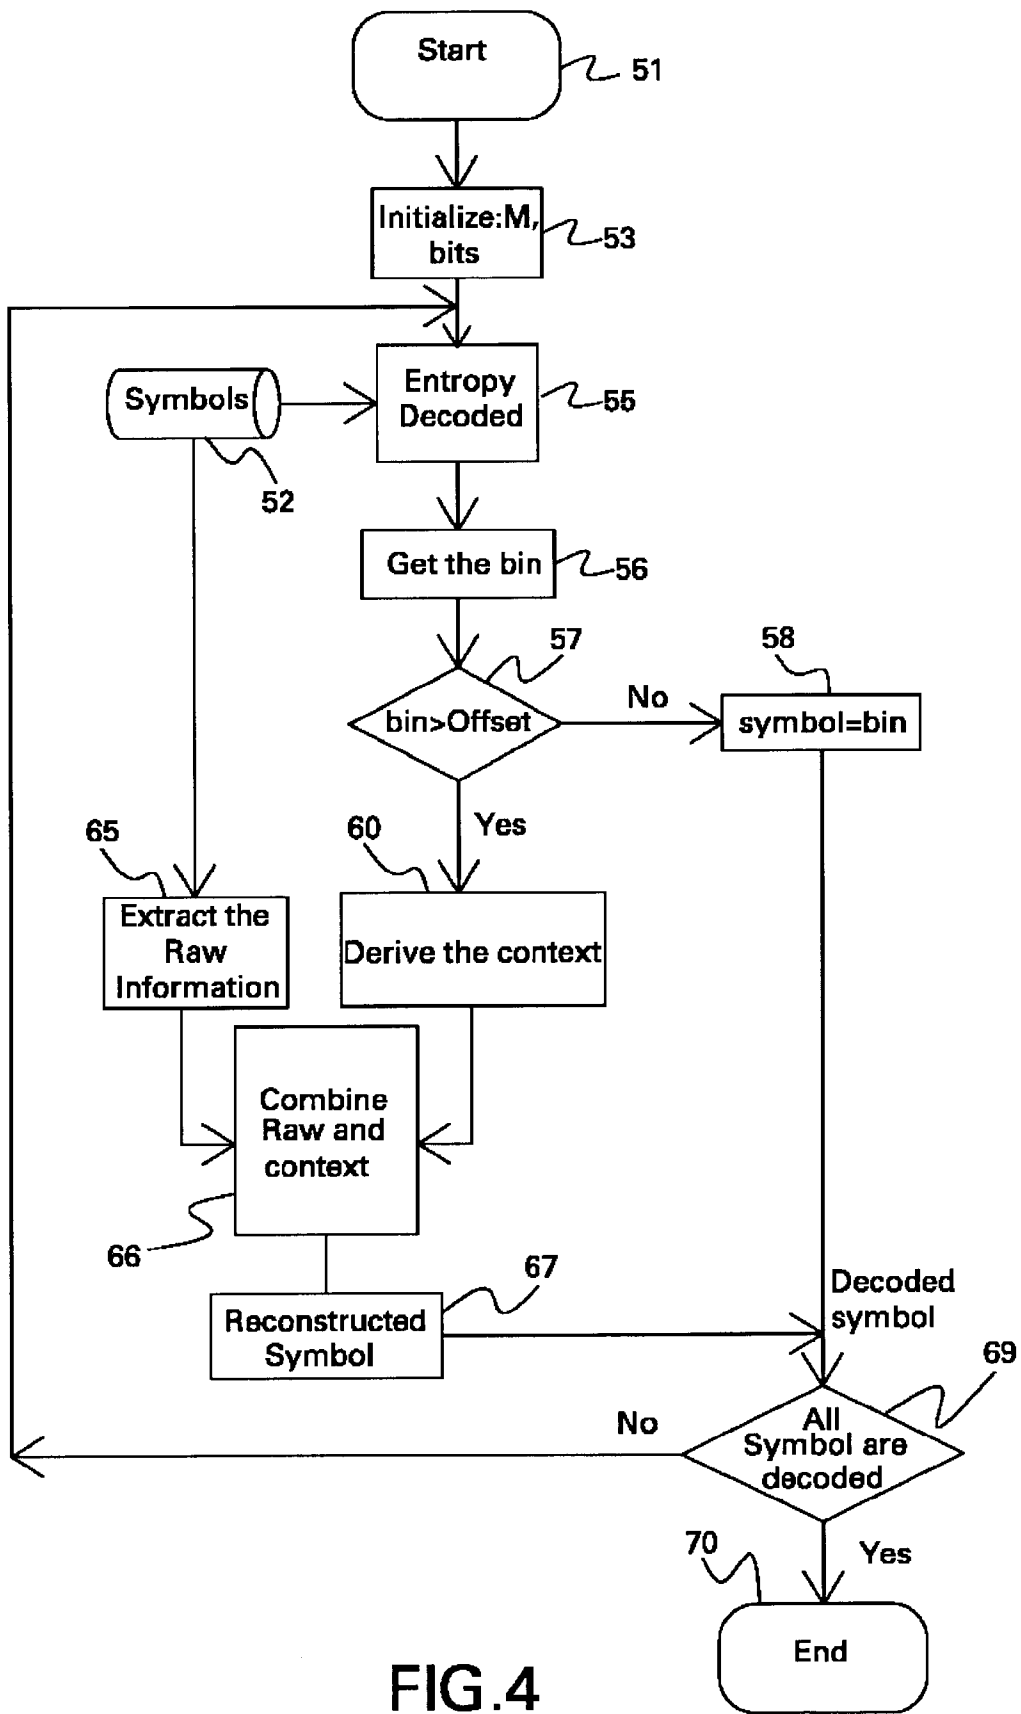 Start
51
Initialize:M,
bits
53
Symbols
52
Entropy
Decoded
55
Get the bin
56
57
bin>Offset
No
58
symbol=bin
Yes
65
60
Extract the
Raw
Information
Derive the context
Combine
Raw and
context
66
67
Reconstructed
Symbol
Decoded
symbol
69
All
Symbol are
decoded
No
70
Yes
End
FIG.4